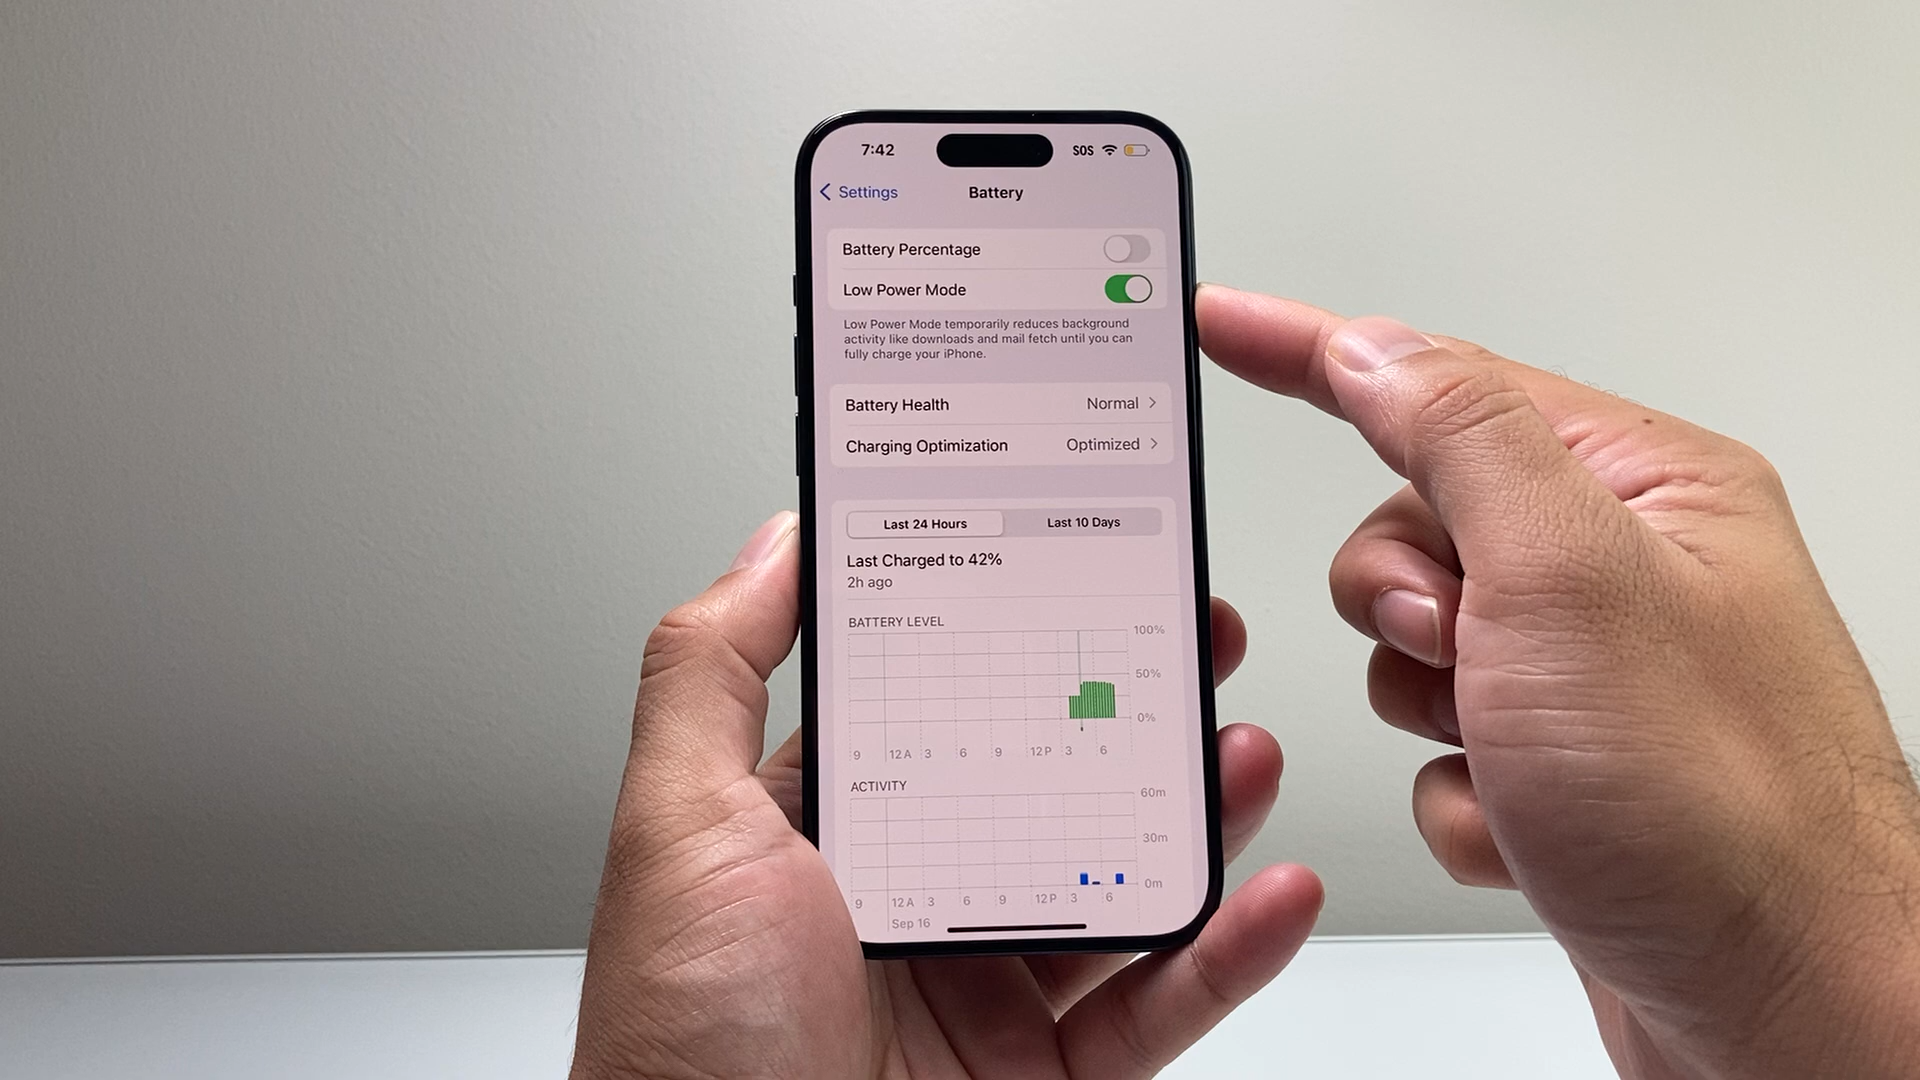 7:42 SOS
Settings Battery
Battery Percentage
Low Power Mode
Low Power Mode temporarily reduces background
activity like downloads and mail fetch until you can
fully charge your iPhone.
Battery Health Normal
Charging Optimization Optimized
Last 24 Hours Last 10 Days
Last Charged to 42%
2h ago
BATTERY LEVEL
100%
50%
0%
9 12 A 3 6 9 12 P 3 6
ACTIVITY
60m
30m
0m
9 12 A 3 6 9 12 P 3 6
Sep 16